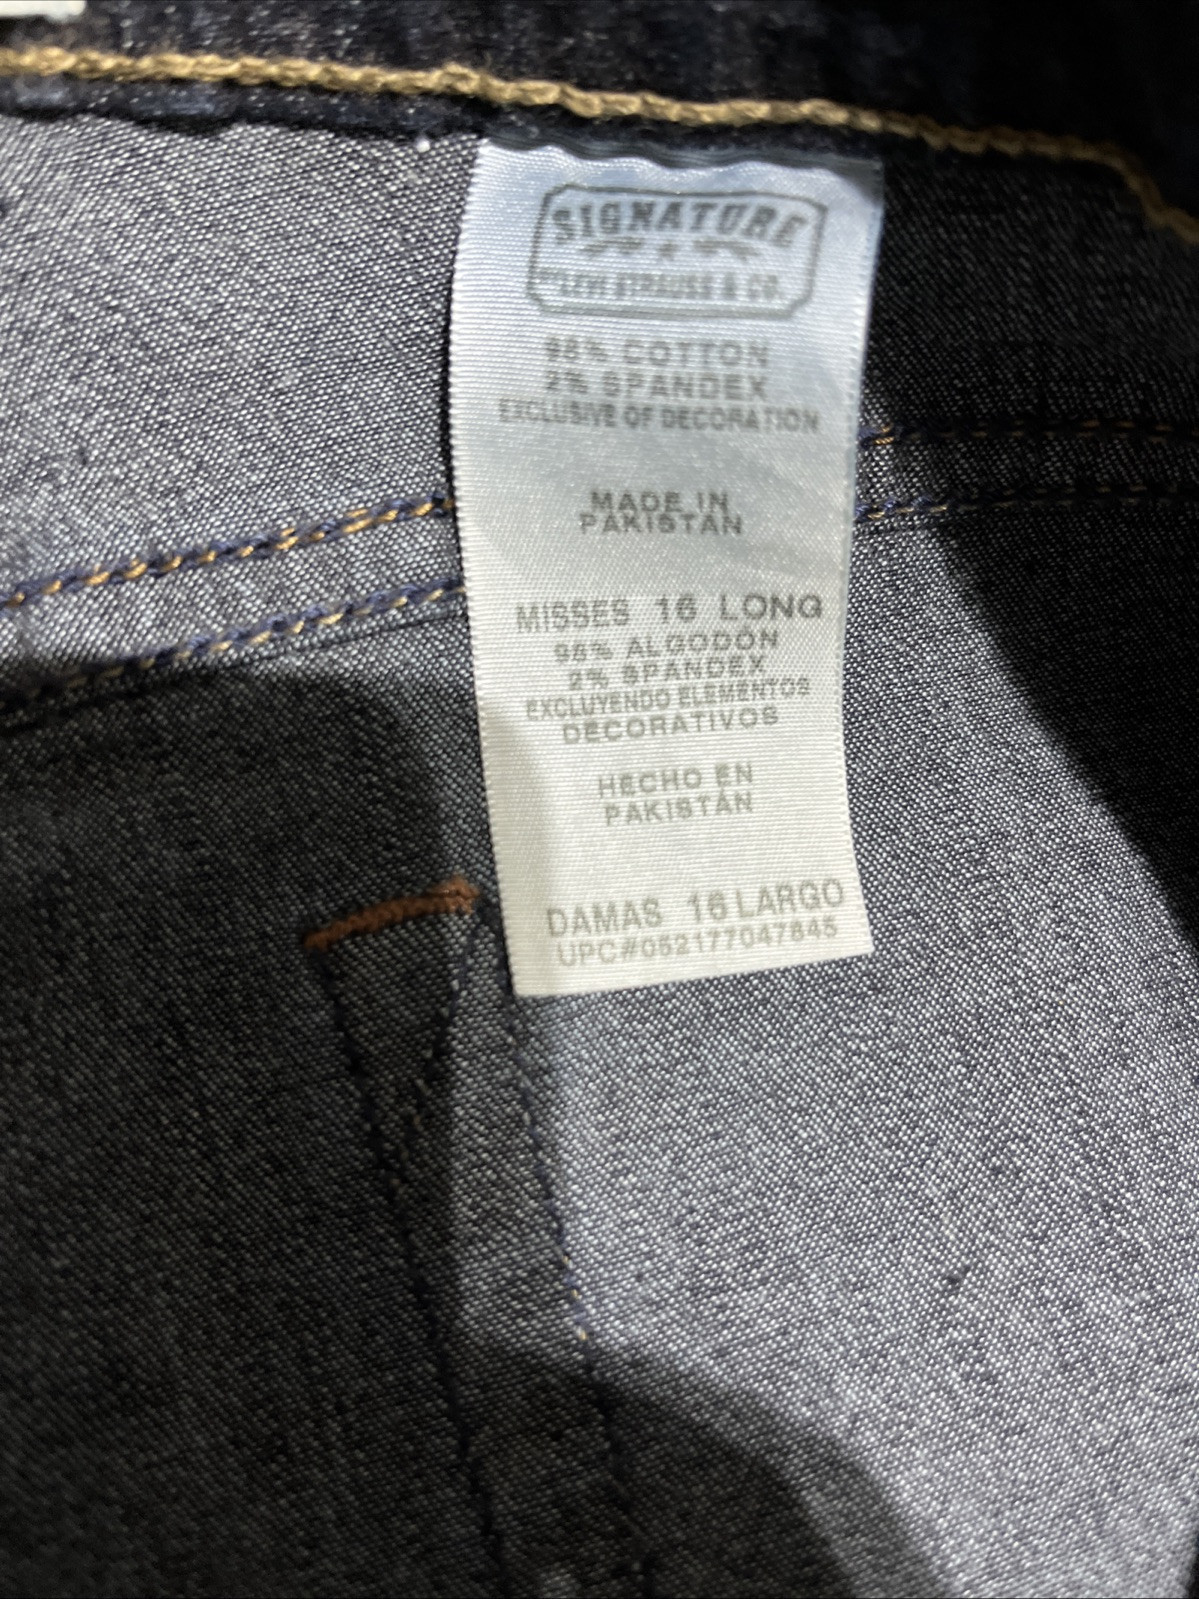 SIGNATURE
LEVI STRAUSS & CO.
98% COTTON
2% SPANDEX
EXCLUSIVE OF DECORATION
MADE IN
PAKISTAN
MISSES 16 LONG
98% ALGODÓN
2% SPANDEX
EXCLUYENDO ELEMENTOS
DECORATIVOS
HECHO EN
PAKISTÁN
DAMAS 16 LARGO
UPC#052177047845